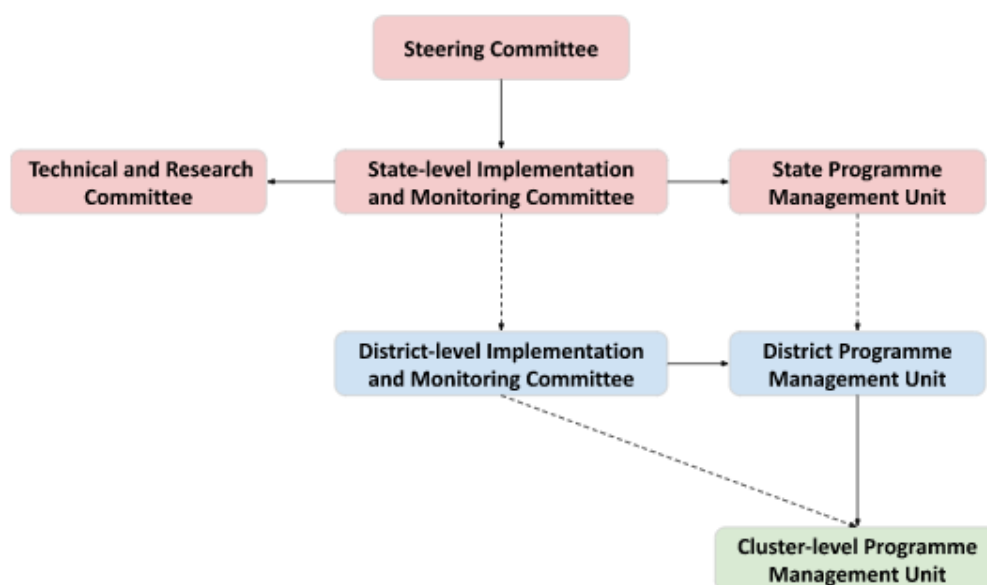 Steering Committee
Technical and Research
Committee
State-level Implementation
and Monitoring Committee
State Programme
Management Unit
District-level Implementation
and Monitoring Committee
District Programme
Management Unit
Cluster-level Programme
Management Unit